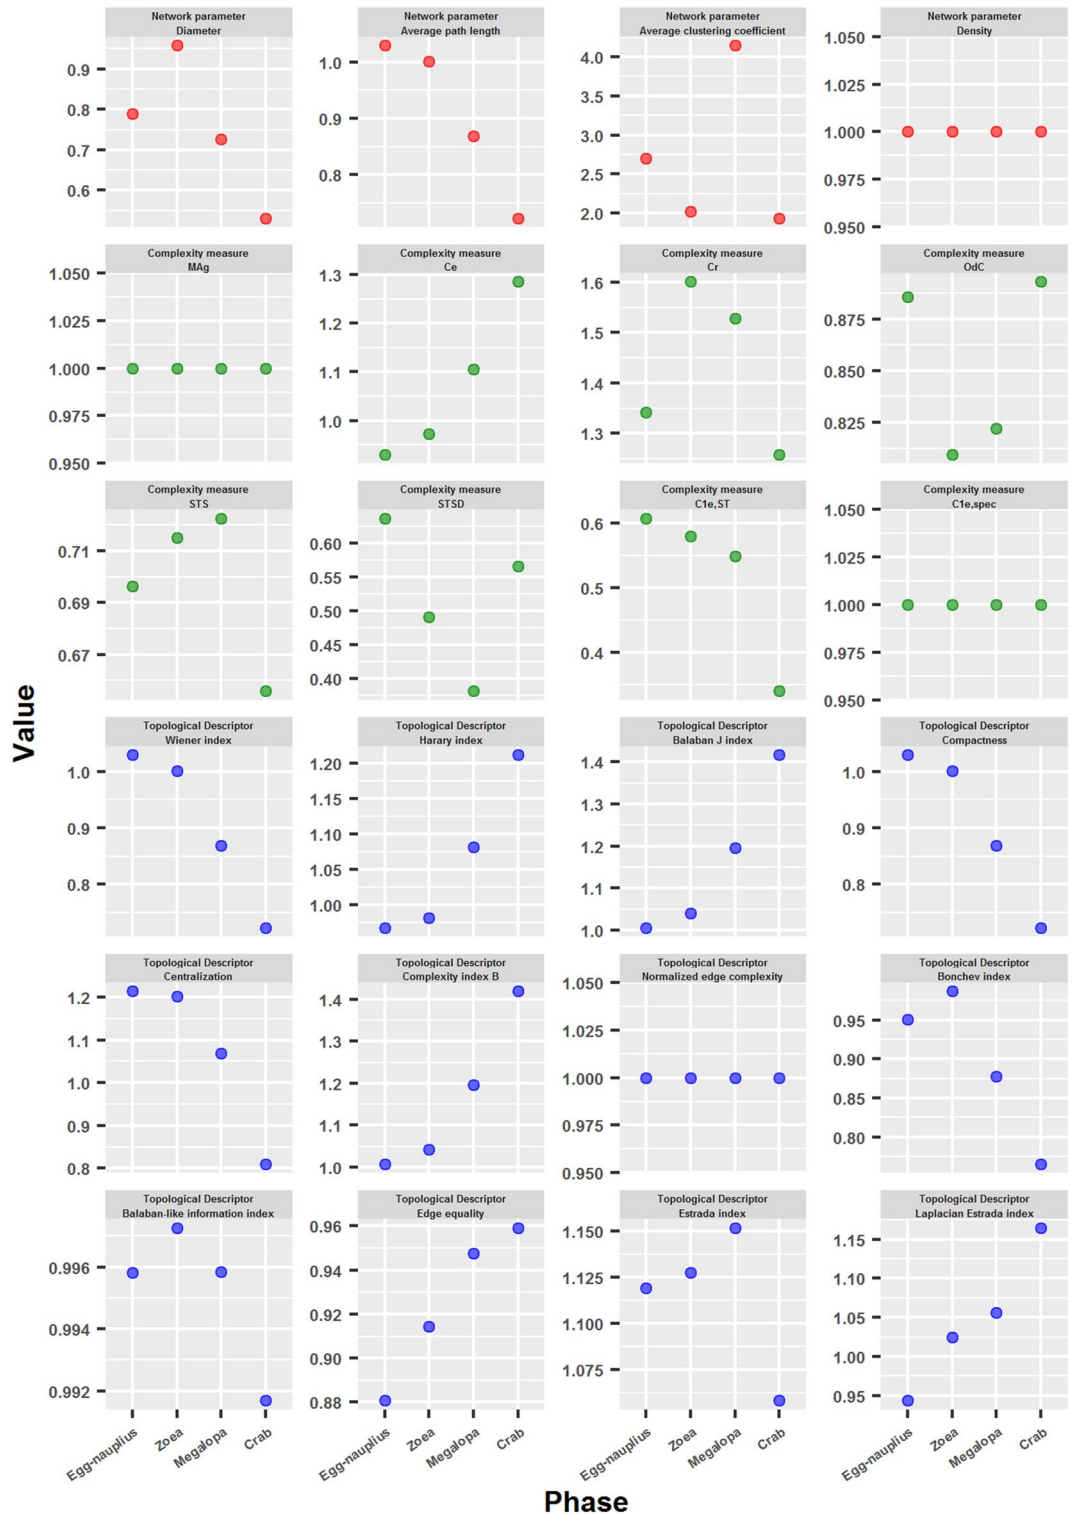 Network parameter
Diameter
0.9
0.8
0.7
0.6
Network parameter
Average path length
1.0
0.9
0.8
Network parameter
Average clustering coefficient
4.0
3.5
3.0
2.5
2.0
Network parameter
Density
1.050
1.025
1.000
0.975
0.950
Complexity measure
MAg
1.050
1.025
1.000
0.975
0.950
Complexity measure
Ce
1.3
1.2
1.1
1.0
Complexity measure
Cr
1.6
1.5
1.4
1.3
Complexity measure
OdC
0.875
0.850
0.825
Complexity measure
STS
0.71
0.69
0.67
Complexity measure
STSD
0.60
0.55
0.50
0.45
0.40
Complexity measure
C1e,ST
0.6
0.5
0.4
Complexity measure
C1e,spec
1.050
1.025
1.000
0.975
0.950
Value
Topological Descriptor
Wiener index
1.0
0.9
0.8
Topological Descriptor
Harary index
1.20
1.15
1.10
1.05
1.00
Topological Descriptor
Balaban J index
1.4
1.3
1.2
1.1
1.0
Topological Descriptor
Compactness
1.0
0.9
0.8
Topological Descriptor
Centralization
1.2
1.1
1.0
0.9
0.8
Topological Descriptor
Complexity index B
1.4
1.3
1.2
1.1
1.0
Topological Descriptor
Normalized edge complexity
1.050
1.025
1.000
0.975
0.950
Topological Descriptor
Bonchev index
0.95
0.90
0.85
0.80
Topological Descriptor
Balaban-like information index
0.996
0.994
0.992
Topological Descriptor
Edge equality
0.96
0.94
0.92
0.90
0.88
Topological Descriptor
Estrada index
1.150
1.125
1.100
1.075
Topological Descriptor
Laplacian Estrada index
1.15
1.10
1.05
1.00
0.95
Egg-nauplius
Zoea
Megalopa
Crab
Egg-nauplius
Zoea
Megalopa
Crab
Egg-nauplius
Zoea
Megalopa
Crab
Egg-nauplius
Zoea
Megalopa
Crab
Phase